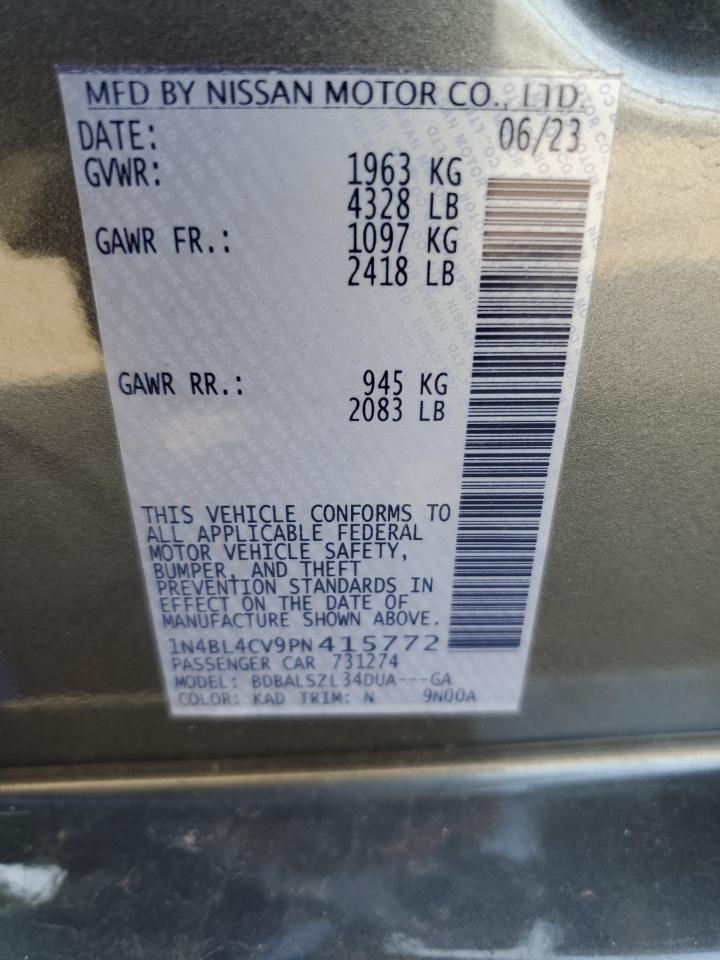 MFD BY NISSAN MOTOR CO., LTD.
DATE: 06/23
GVWR: 1963 KG
4328 LB
GAWR FR.: 1097 KG
2418 LB
GAWR RR.: 945 KG
2083 LB
THIS VEHICLE CONFORMS TO
ALL APPLICABLE FEDERAL
MOTOR VEHICLE SAFETY,
BUMPER, AND THEFT
PREVENTION STANDARDS IN
EFFECT ON THE DATE OF
MANUFACTURE SHOWN ABOVE.
1N4BL4CV9PN415772
PASSENGER CAR 731274
MODEL: BDBALSZL34DUA---GA
COLOR: KAD TRIM: N 9N00A